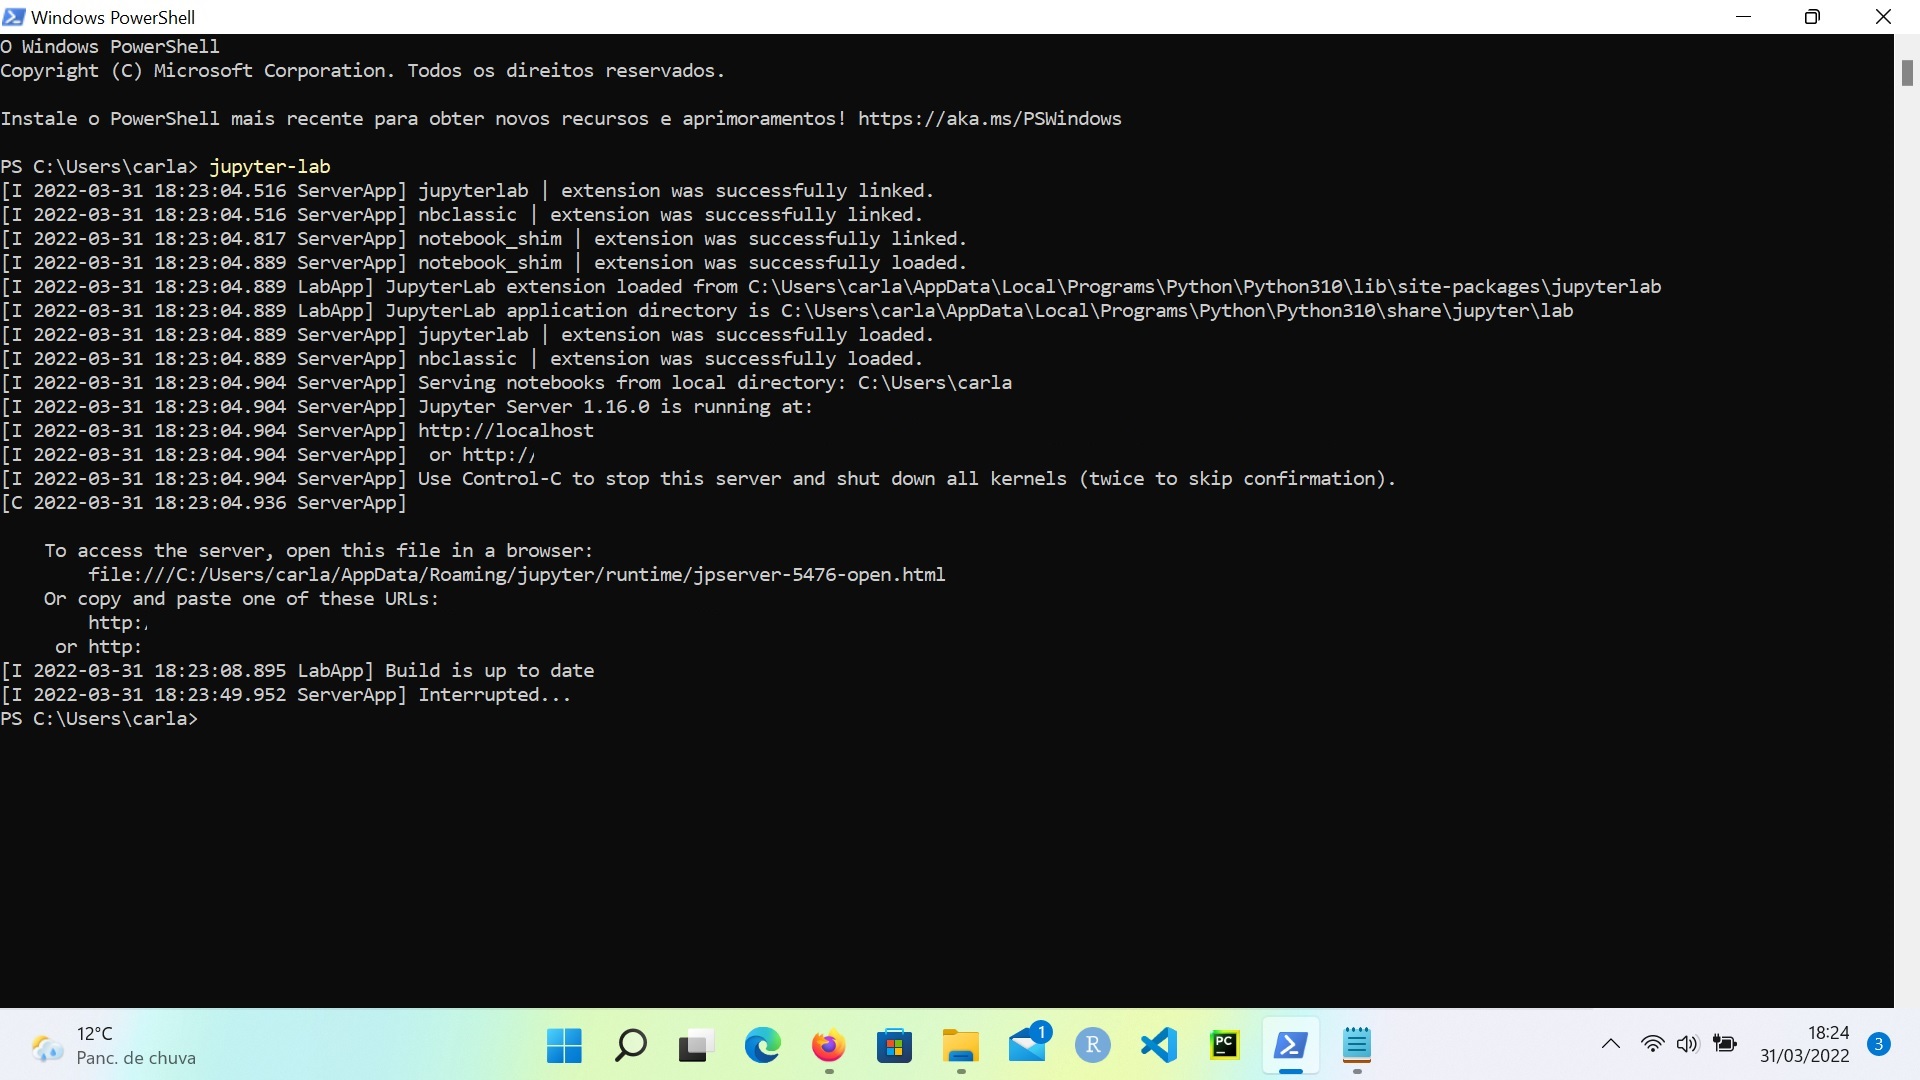 Windows PowerShell
O Windows PowerShell
Copyright (C) Microsoft Corporation. Todos os direitos reservados.
Instale o PowerShell mais recente para obter novos recursos e aprimoramentos! https://aka.ms/PSWindows
PS C:\Users\carla> jupyter-lab
[I 2022-03-31 18:23:04.516 ServerApp] jupyterlab | extension was successfully linked.
[I 2022-03-31 18:23:04.516 ServerApp] nbclassic | extension was successfully linked.
[I 2022-03-31 18:23:04.817 ServerApp] notebook_shim | extension was successfully linked.
[I 2022-03-31 18:23:04.889 ServerApp] notebook_shim | extension was successfully loaded.
[I 2022-03-31 18:23:04.889 LabApp] JupyterLab extension loaded from C:\Users\carla\AppData\Local\Programs\Python\Python310\lib\site-packages\jupyterlab
[I 2022-03-31 18:23:04.889 LabApp] JupyterLab application directory is C:\Users\carla\AppData\Local\Programs\Python\Python310\share\jupyter\lab
[I 2022-03-31 18:23:04.889 ServerApp] jupyterlab | extension was successfully loaded.
[I 2022-03-31 18:23:04.889 ServerApp] nbclassic | extension was successfully loaded.
[I 2022-03-31 18:23:04.904 ServerApp] Serving notebooks from local directory: C:\Users\carla
[I 2022-03-31 18:23:04.904 ServerApp] Jupyter Server 1.16.0 is running at:
[I 2022-03-31 18:23:04.904 ServerApp] http://localhost
[I 2022-03-31 18:23:04.904 ServerApp]  or http://
[I 2022-03-31 18:23:04.904 ServerApp] Use Control-C to stop this server and shut down all kernels (twice to skip confirmation).
[C 2022-03-31 18:23:04.936 ServerApp]
To access the server, open this file in a browser:
file:///C:/Users/carla/AppData/Roaming/jupyter/runtime/jpserver-5476-open.html
Or copy and paste one of these URLs:
http:
or http:
[I 2022-03-31 18:23:08.895 LabApp] Build is up to date
[I 2022-03-31 18:23:49.952 ServerApp] Interrupted...
PS C:\Users\carla>
12°C
Panc. de chuva
1
R
PC
18:24
31/03/2022
3